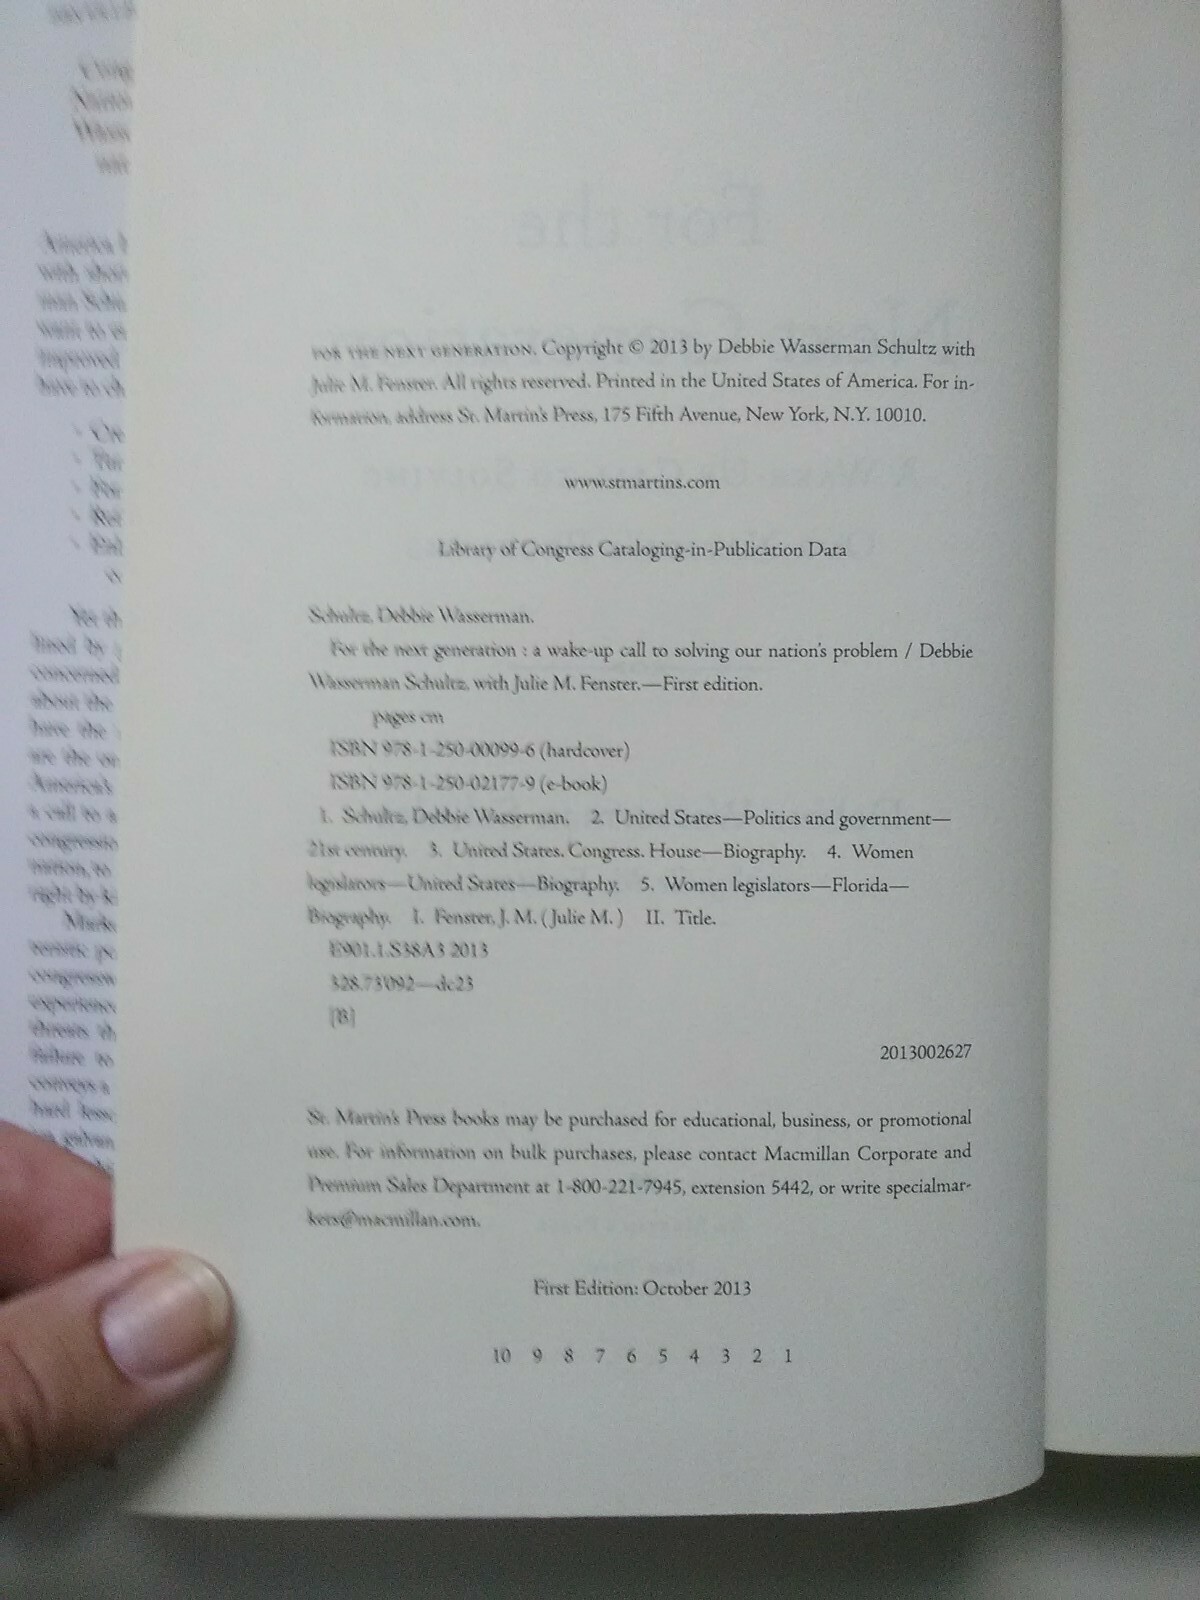 FOR THE NEXT GENERATION. Copyright © 2013 by Debbie Wasserman Schultz with
Julie M. Fenster. All rights reserved. Printed in the United States of America. For in-
formation, address St. Martin's Press, 175 Fifth Avenue, New York, N.Y. 10010.
www.stmartins.com
Library of Congress Cataloging-in-Publication Data
Schultz, Debbie Wasserman.
For the next generation : a wake-up call to solving our nation's problem / Debbie
Wasserman Schultz, with Julie M. Fenster.—First edition.
pages cm
ISBN 978-1-250-00099-6 (hardcover)
ISBN 978-1-250-02177-9 (e-book)
1. Schultz, Debbie Wasserman. 2. United States—Politics and government—
21st century. 3. United States. Congress. House—Biography. 4. Women
legislators—United States—Biography. 5. Women legislators—Florida—
Biography. I. Fenster, J. M. (Julie M.) II. Title.
E901.1.S38A3 2013
328.73'092—dc23
[B]
2013002627
St. Martin's Press books may be purchased for educational, business, or promotional
use. For information on bulk purchases, please contact Macmillan Corporate and
Premium Sales Department at 1-800-221-7945, extension 5442, or write specialmar-
kets@macmillan.com.
First Edition: October 2013
10 9 8 7 6 5 4 3 2 1